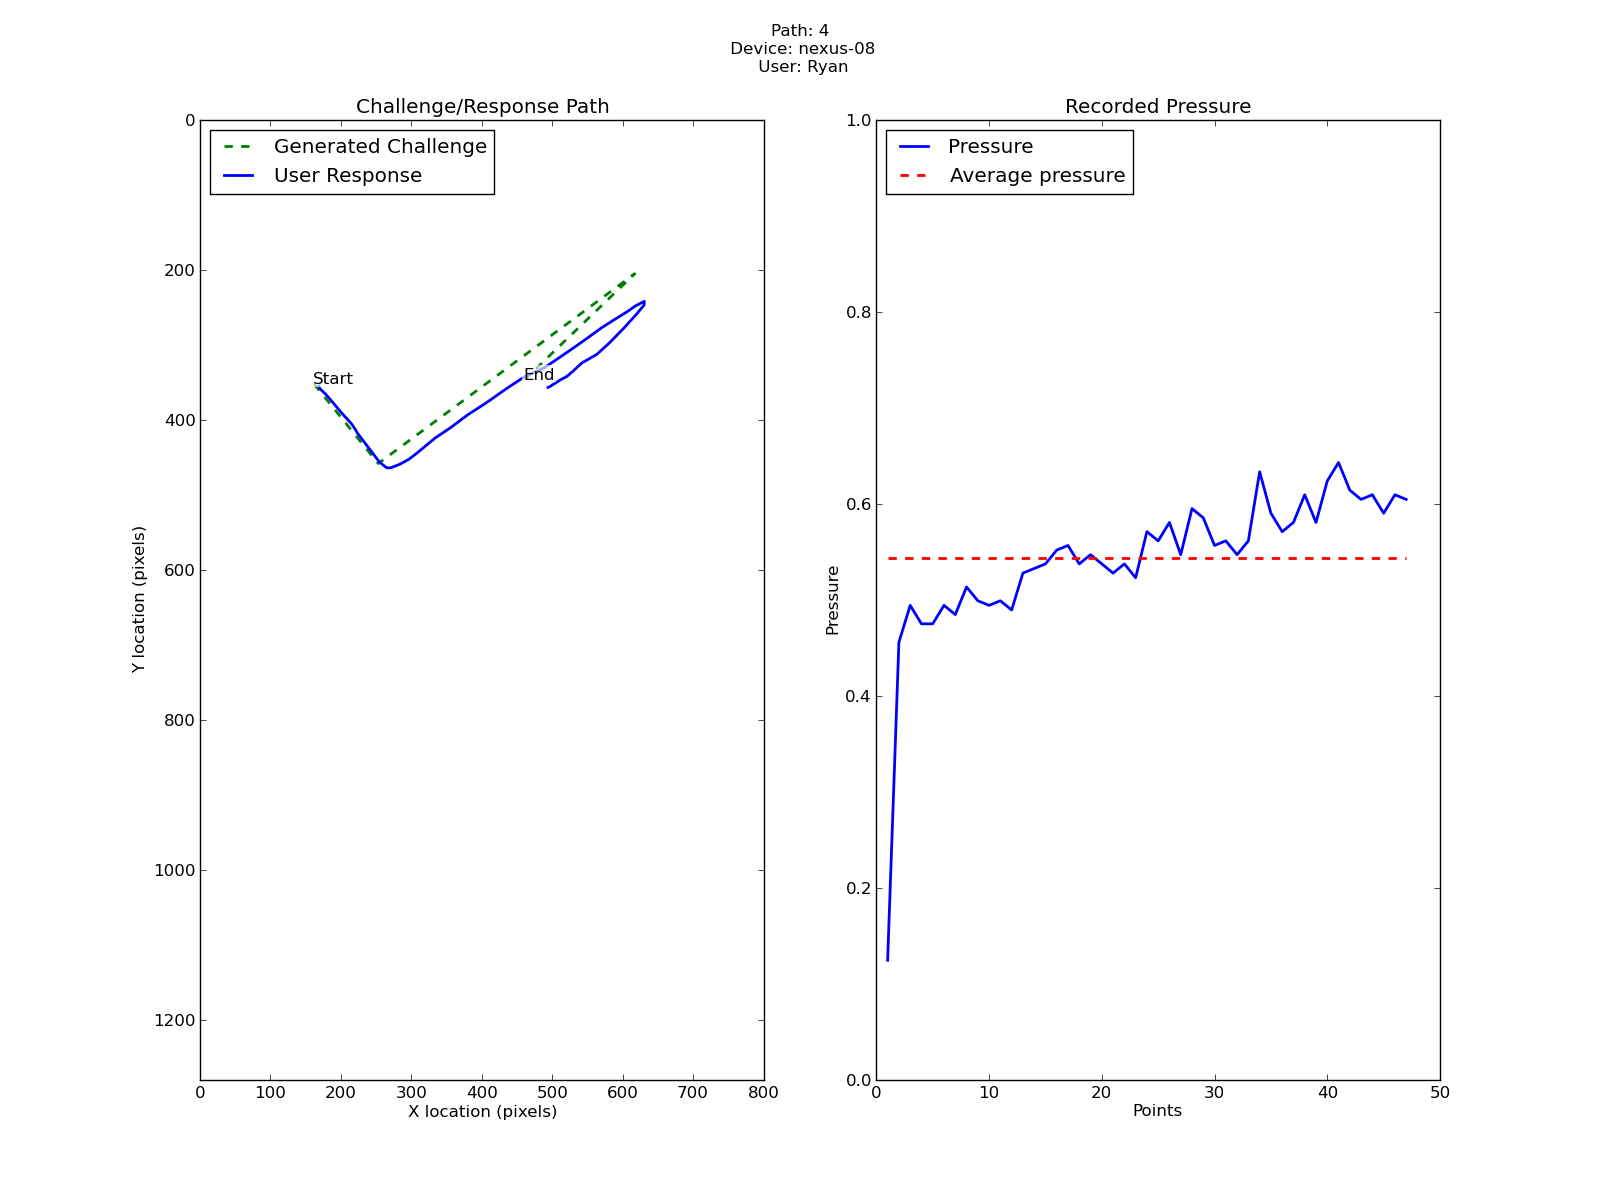 Path: 4
Device: nexus-08
User: Ryan
Challenge/Response Path
Generated Challenge
User Response
Start
End
0
200
400
600
800
1000
1200
Y location (pixels)
0 100 200 300 400 500 600 700 800
X location (pixels)
Recorded Pressure
Pressure
Average pressure
1.0
0.8
0.6
0.4
0.2
0.0
Pressure
0 10 20 30 40 50
Points